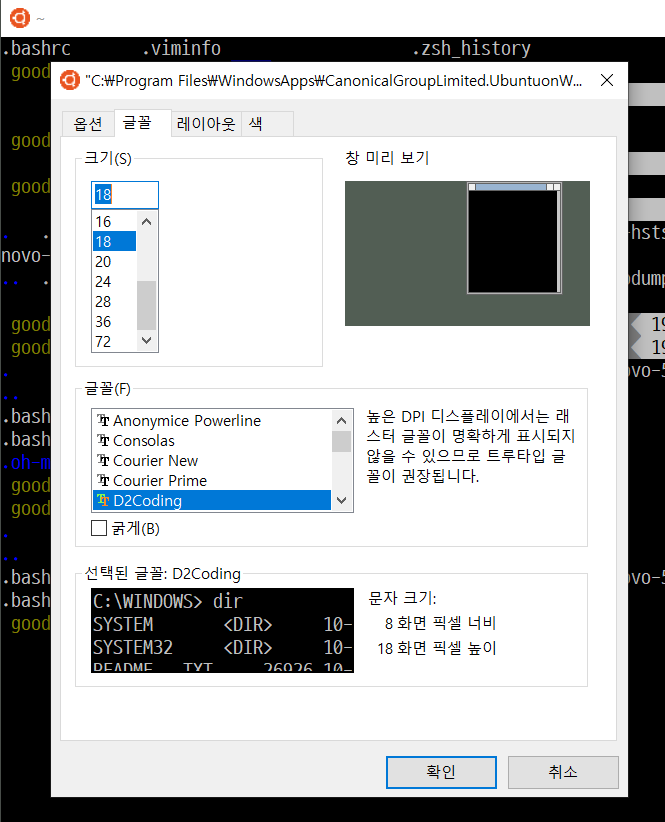 ~
.bashrc .viminfo .zsh_history
good
"C:₩Program Files₩WindowsApps₩CanonicalGroupLimited.UbuntuonW...
옵션 글꼴 레이아웃 색
크기(S)
18
16
18
20
24
28
36
72
창 미리 보기
글꼴(F)
Anonymice Powerline
Consolas
Courier New
Courier Prime
D2Coding
높은 DPI 디스플레이에서는 래
스터 글꼴이 명확하게 표시되지
않을 수 있으므로 트루타입 글
꼴이 권장됩니다.
굵게(B)
선택된 글꼴: D2Coding
C:\WINDOWS> dir
SYSTEM <DIR> 10-
SYSTEM32 <DIR> 10-
README TXT 26926 10-
문자 크기:
8 화면 픽셀 너비
18 화면 픽셀 높이
확인 취소
good
good
. . -hsts
novo-
.. . odump
good 19
good 19
. ovo-5
..
.bash
.bash
.oh-m
good
good
.
..
.bash ovo-5
.bash
good